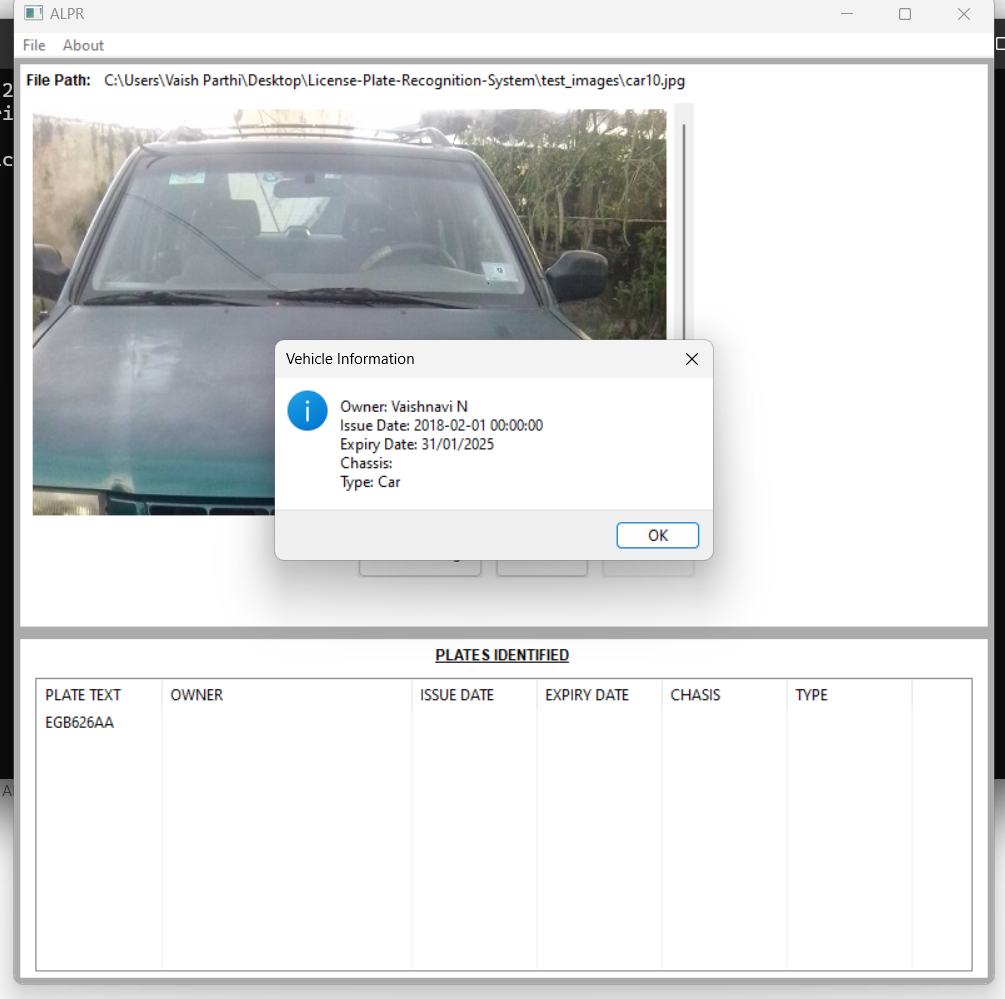 ALPR
File About
File Path: C:\Users\Vaish Parthi\Desktop\License-Plate-Recognition-System\test_images\car10.jpg
Vehicle Information
Owner: Vaishnavi N
Issue Date: 2018-02-01 00:00:00
Expiry Date: 31/01/2025
Chassis:
Type: Car
OK
PLATES IDENTIFIED
PLATE TEXT OWNER ISSUE DATE EXPIRY DATE CHASIS TYPE
EGB626AA